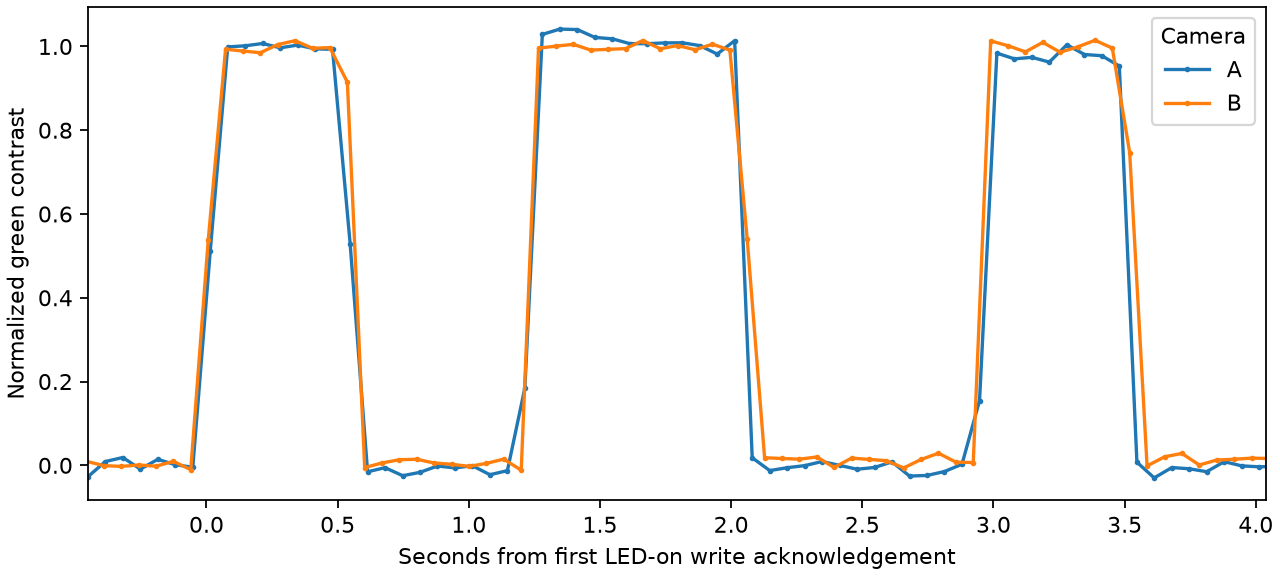 Normalized green contrast
1.0
0.8
0.6
0.4
0.2
0.0
Camera
A
B
0.0 0.5 1.0 1.5 2.0 2.5 3.0 3.5 4.0
Seconds from first LED-on write acknowledgement